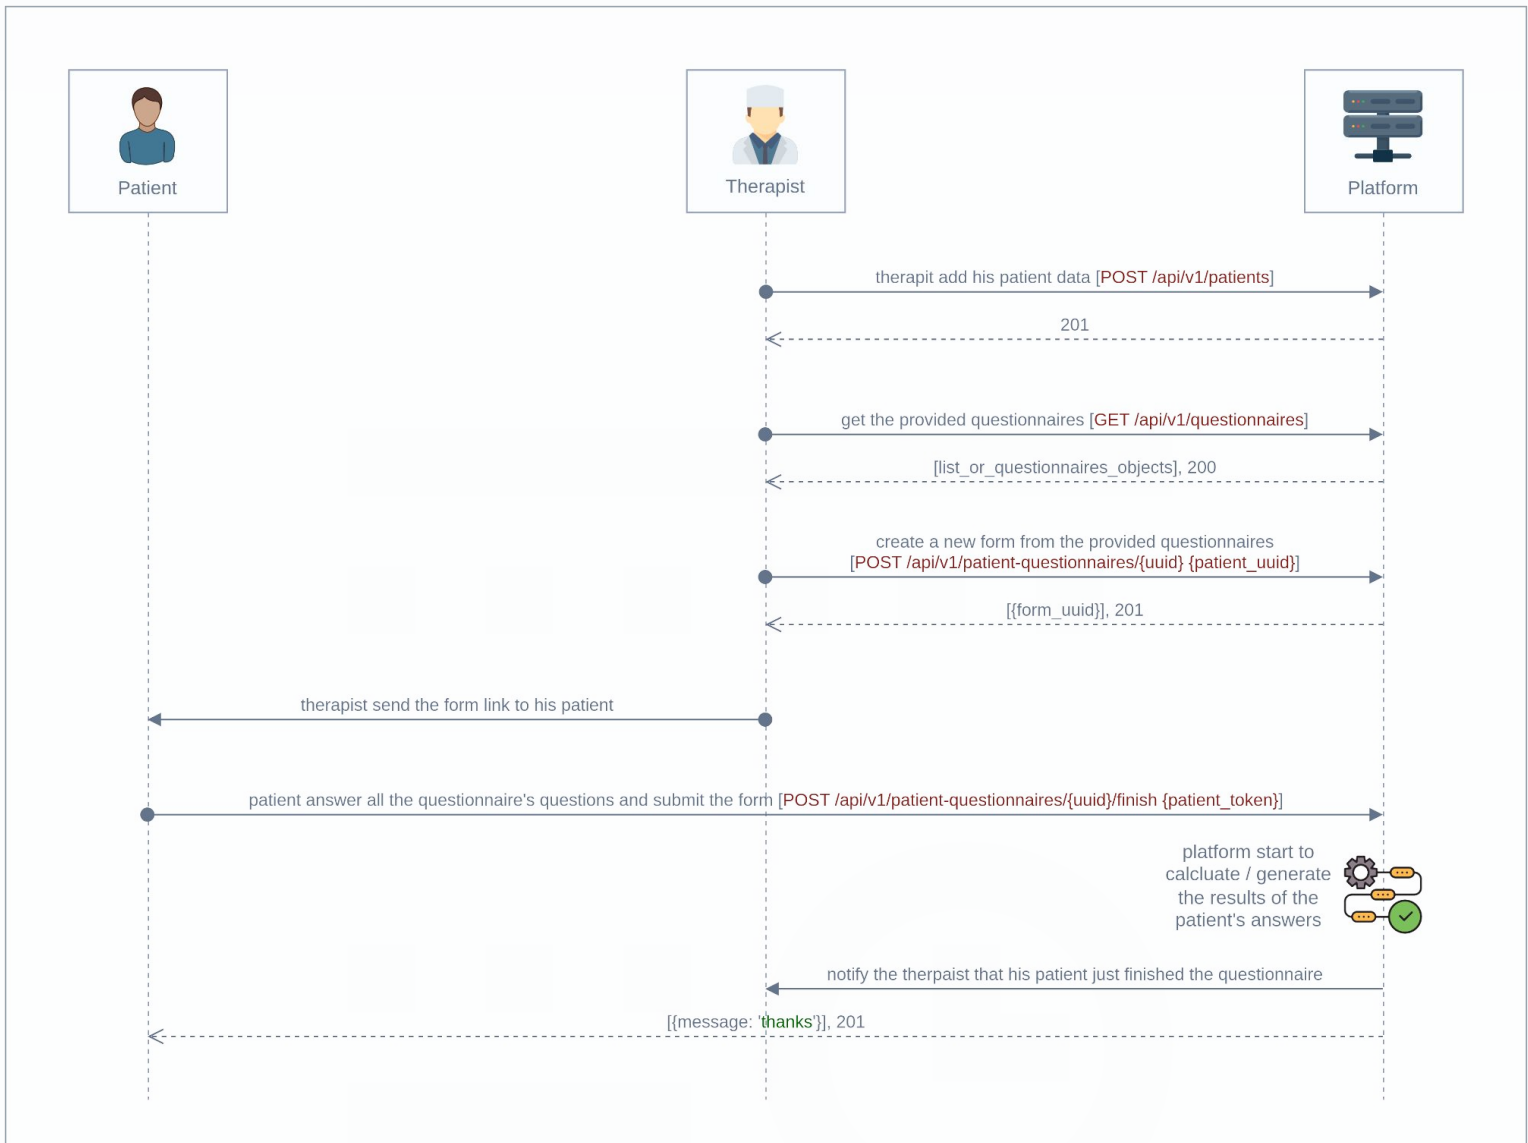 Patient
Therapist
Platform
therapit add his patient data [POST /api/v1/patients]
201
get the provided questionnaires [GET /api/v1/questionnaires]
[list_or_questionnaires_objects], 200
create a new form from the provided questionnaires
[POST /api/v1/patient-questionnaires/{uuid} {patient_uuid}]
[{form_uuid}], 201
therapist send the form link to his patient
patient answer all the questionnaire's questions and submit the form [POST /api/v1/patient-questionnaires/{uuid}/finish {patient_token}]
platform start to
calcluate / generate
the results of the
patient's answers
notify the therpaist that his patient just finished the questionnaire
[{message: 'thanks'}], 201